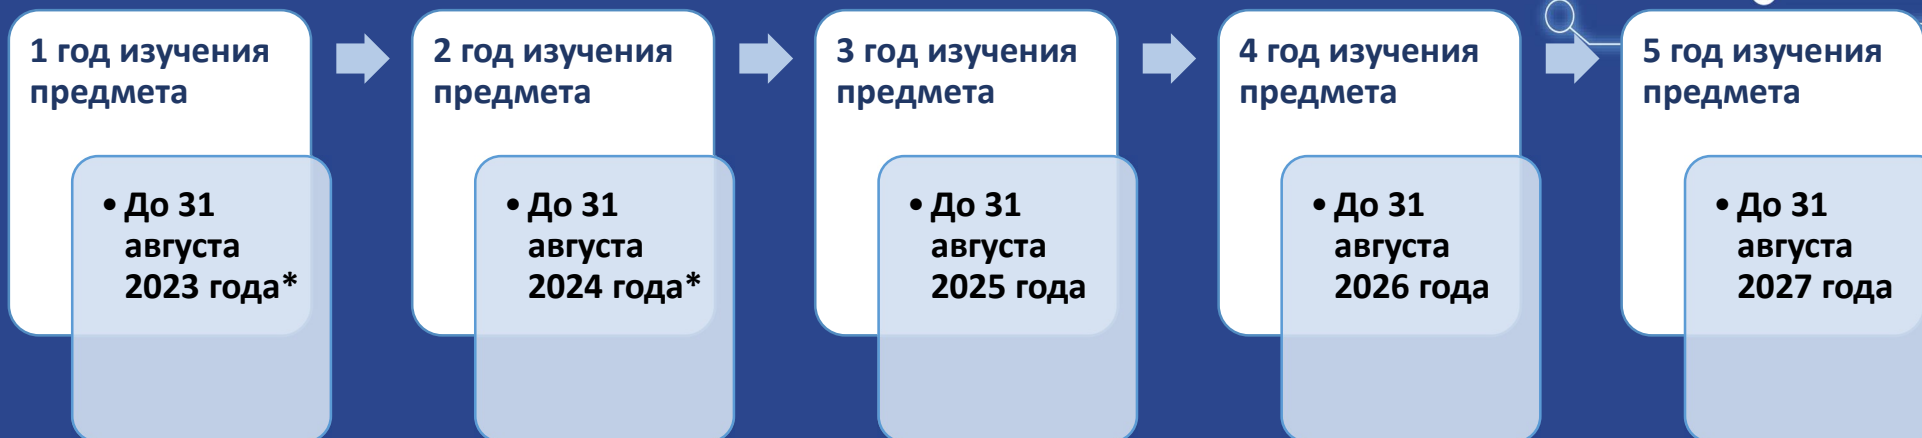 1 год изучения
предмета
• До 31
августа
2023 года*
2 год изучения
предмета
• До 31
августа
2024 года*
3 год изучения
предмета
• До 31
августа
2025 года
4 год изучения
предмета
• До 31
августа
2026 года
5 год изучения
предмета
• До 31
августа
2027 года